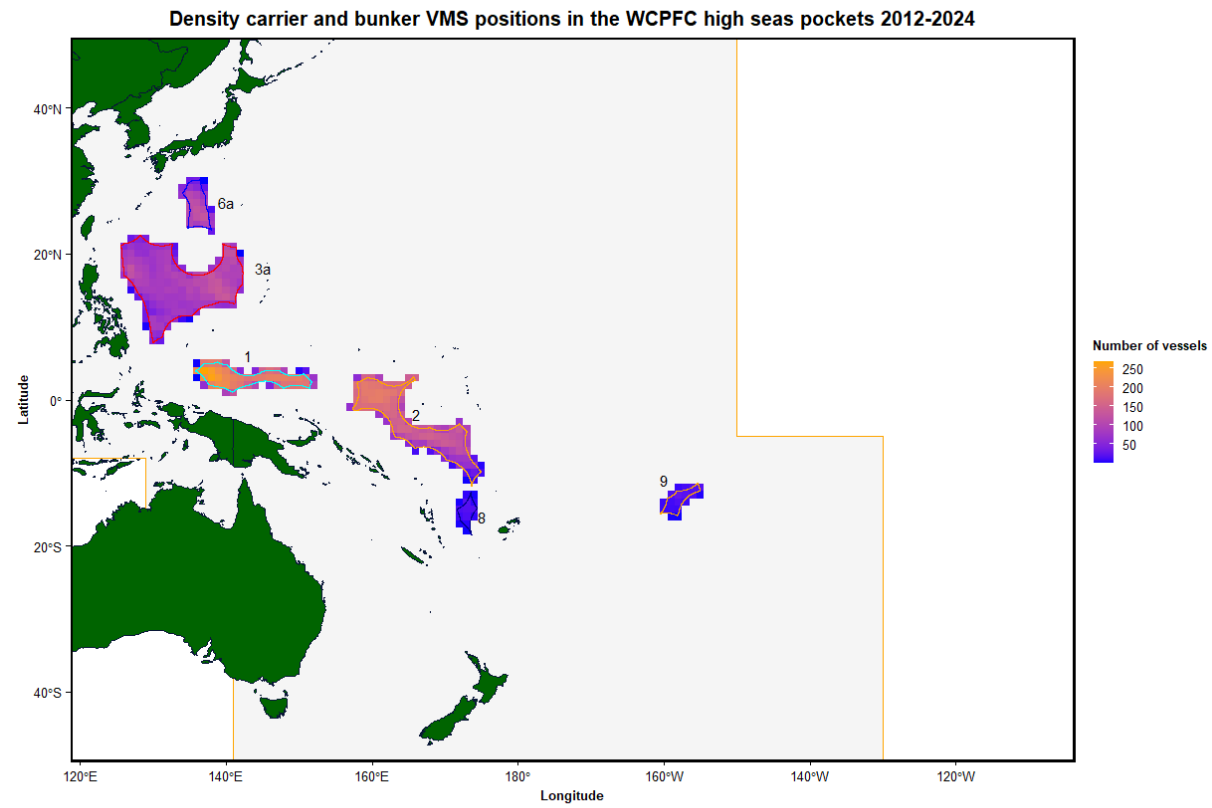 Density carrier and bunker VMS positions in the WCPFC high seas pockets 2012-2024
40°N
20°N
0°
20°S
40°S
Latitude
6a
3a
1
2
8
9
120°E
140°E
160°E
180°
160°W
140°W
120°W
Longitude
Number of vessels
250
200
150
100
50